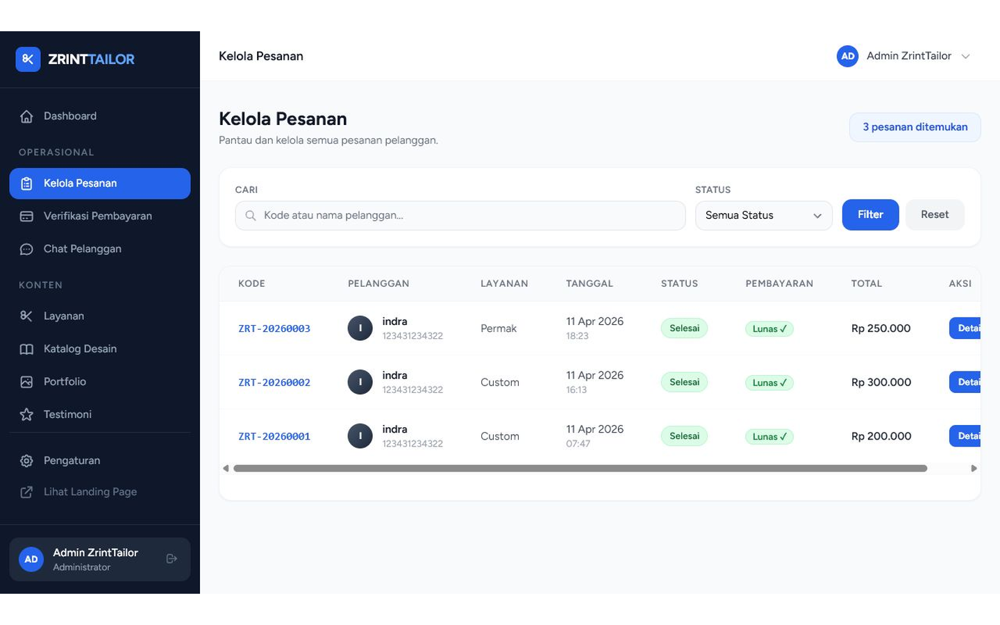 ZRINTTAILOR
Dashboard
OPERASIONAL
Kelola Pesanan
Verifikasi Pembayaran
Chat Pelanggan
KONTEN
Layanan
Katalog Desain
Portfolio
Testimoni
Pengaturan
Lihat Landing Page
AD Admin ZrintTailor
Administrator
Kelola Pesanan
AD Admin ZrintTailor
Kelola Pesanan
Pantau dan kelola semua pesanan pelanggan.
3 pesanan ditemukan
CARI STATUS
Kode atau nama pelanggan... Semua Status Filter Reset
KODE PELANGGAN LAYANAN TANGGAL STATUS PEMBAYARAN TOTAL AKSI
ZRT-20260003 I indra 123431234322 Permak 11 Apr 2026 18:23 Selesai Lunas ✓ Rp 250.000 Detai
ZRT-20260002 I indra 123431234322 Custom 11 Apr 2026 16:13 Selesai Lunas ✓ Rp 300.000 Detai
ZRT-20260001 I indra 123431234322 Custom 11 Apr 2026 07:47 Selesai Lunas ✓ Rp 200.000 Detai